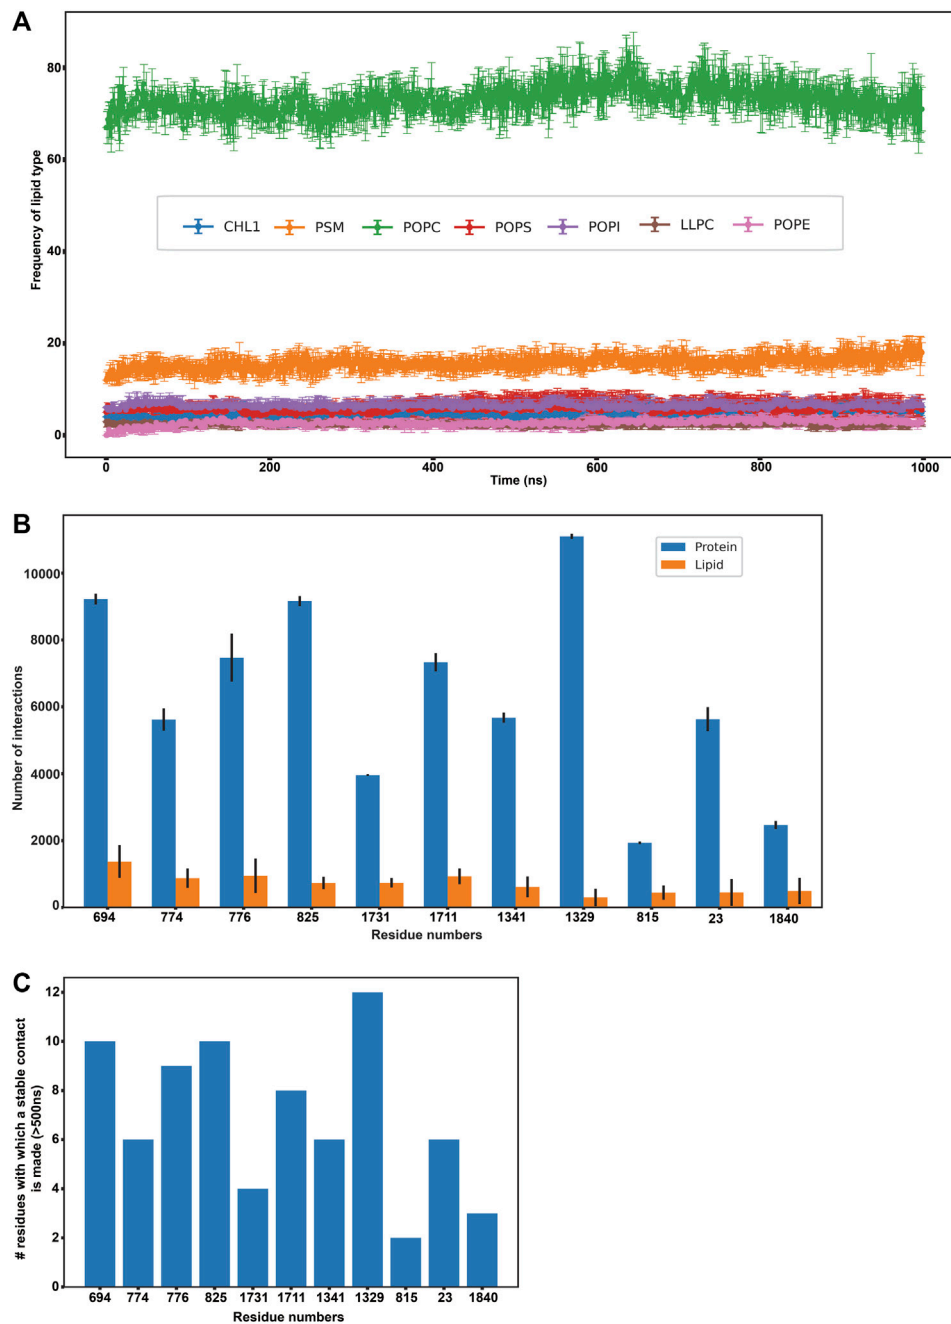 A
Frequency of lipid type
80
60
40
20
0
CHL1 PSM POPC POPS POPI LLPC POPE
0 200 400 600 800 1000
Time (ns)
B
Number of interactions
10000
8000
6000
4000
2000
0
Protein
Lipid
694 774 776 825 1731 1711 1341 1329 815 23 1840
Residue numbers
C
# residues with which a stable contact
is made (>500ns)
12
10
8
6
4
2
0
694 774 776 825 1731 1711 1341 1329 815 23 1840
Residue numbers